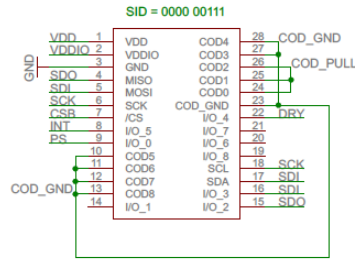 SID = 0000 00111
VDD 1 VDD COD4 28 COD_GND
VDDIO 2 VDDIO COD3 27
GND 3 GND COD2 26 COD_PULL
SDO 4 MISO COD1 25
SDI 5 MOSI COD0 24
SCK 6 SCK COD_GND 23
CSB 7 /CS I/O_4 22 DRY
INT 8 I/O_5 I/O_7 21
PS 9 I/O_0 I/O_6 20
10 COD5 I/O_8 19
11 COD6 SCL 18 SCK
12 COD7 SDA 17 SDI
COD_GND 13 COD8 I/O_3 16 SDI
14 I/O_1 I/O_2 15 SDO